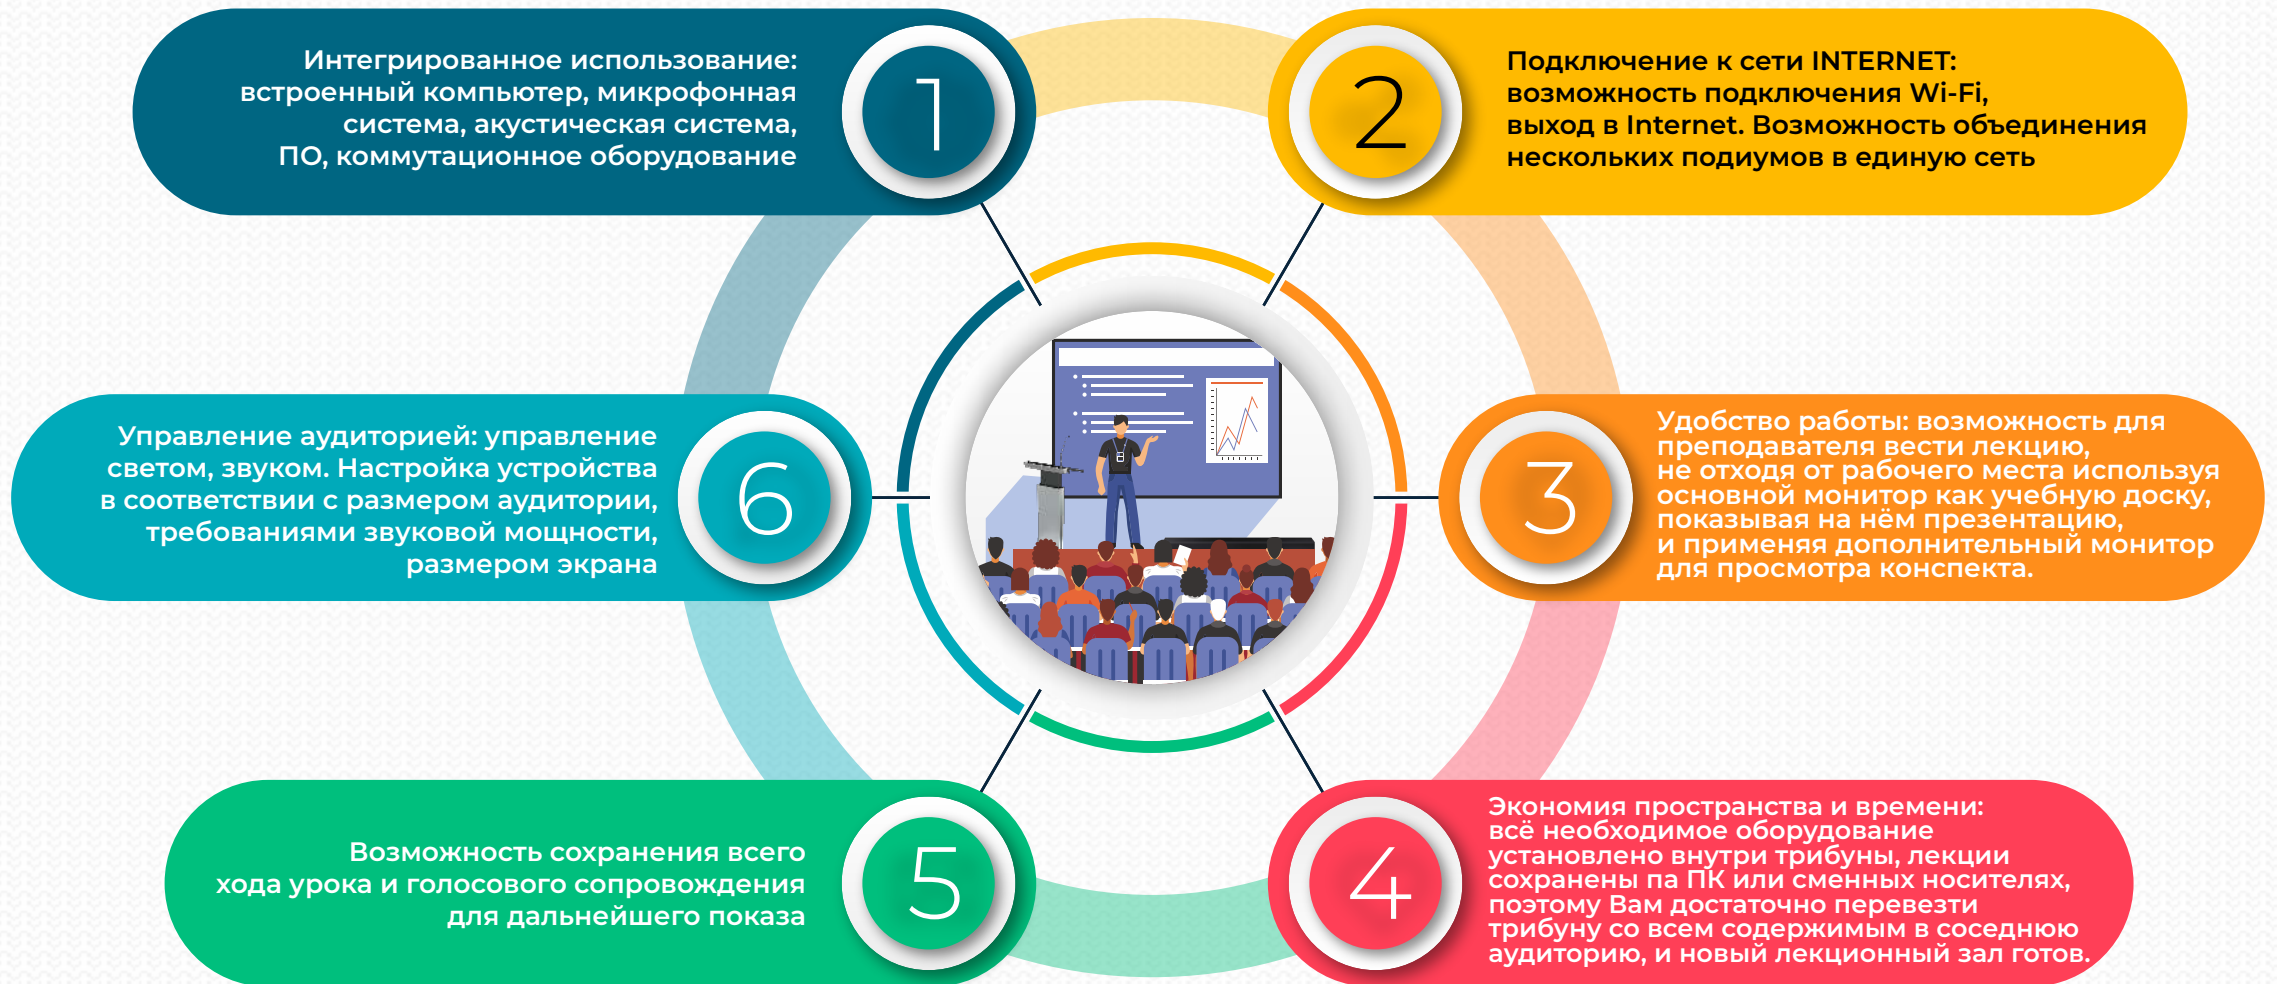 1
Интегрированное использование:
встроенный компьютер, микрофонная
система, акустическая система,
ПО, коммутационное оборудование
2
Подключение к сети INTERNET:
возможность подключения Wi-Fi,
выход в Internet. Возможность объединения
нескольких подиумов в единую сеть
3
Удобство работы: возможность для
преподавателя вести лекцию,
не отходя от рабочего места используя
основной монитор как учебную доску,
показывая на нём презентацию,
и применяя дополнительный монитор
для просмотра конспекта.
4
Экономия пространства и времени:
всё необходимое оборудование
установлено внутри трибуны, лекции
сохранены па ПК или сменных носителях,
поэтому Вам достаточно перевезти
трибуну со всем содержимым в соседнюю
аудиторию, и новый лекционный зал готов.
5
Возможность сохранения всего
хода урока и голосового сопровождения
для дальнейшего показа
6
Управление аудиторией: управление
светом, звуком. Настройка устройства
в соответствии с размером аудитории,
требованиями звуковой мощности,
размером экрана